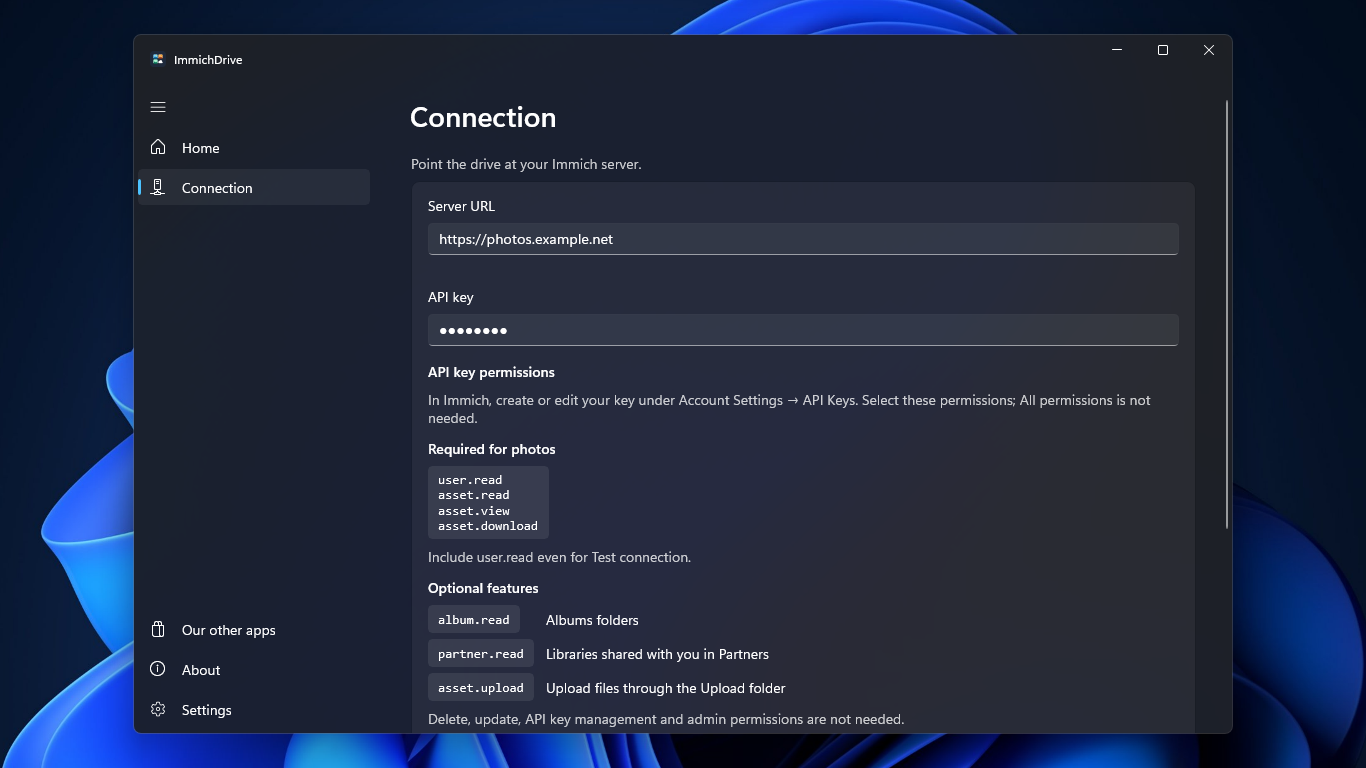 ImmichDrive
Home
Connection
Our other apps
About
Settings
Connection
Point the drive at your Immich server.
Server URL
https://photos.example.net
API key
●●●●●●●●
API key permissions
In Immich, create or edit your key under Account Settings → API Keys. Select these permissions; All permissions is not
needed.
Required for photos
user.read
asset.read
asset.view
asset.download
Include user.read even for Test connection.
Optional features
album.read Albums folders
partner.read Libraries shared with you in Partners
asset.upload Upload files through the Upload folder
Delete, update, API key management and admin permissions are not needed.